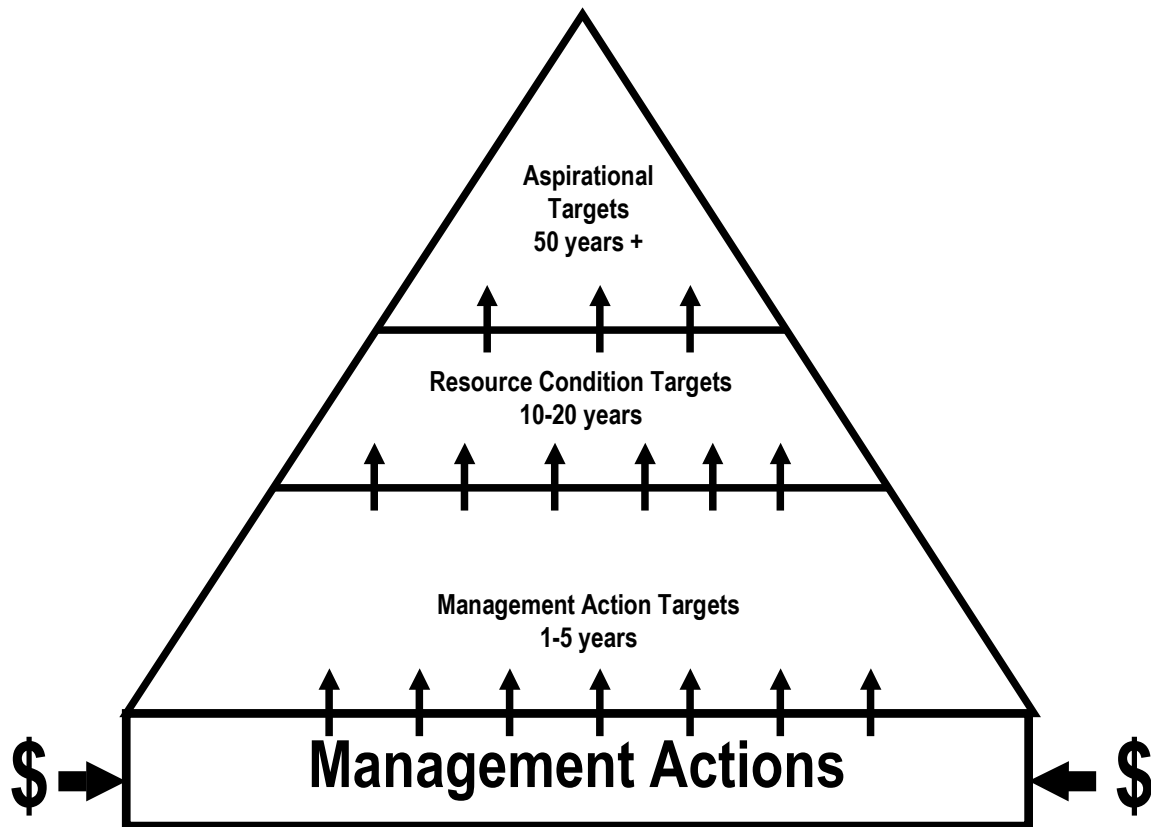 Aspirational
Targets
50 years +
Resource Condition Targets
10-20 years
Management Action Targets
1-5 years
$ Management Actions $